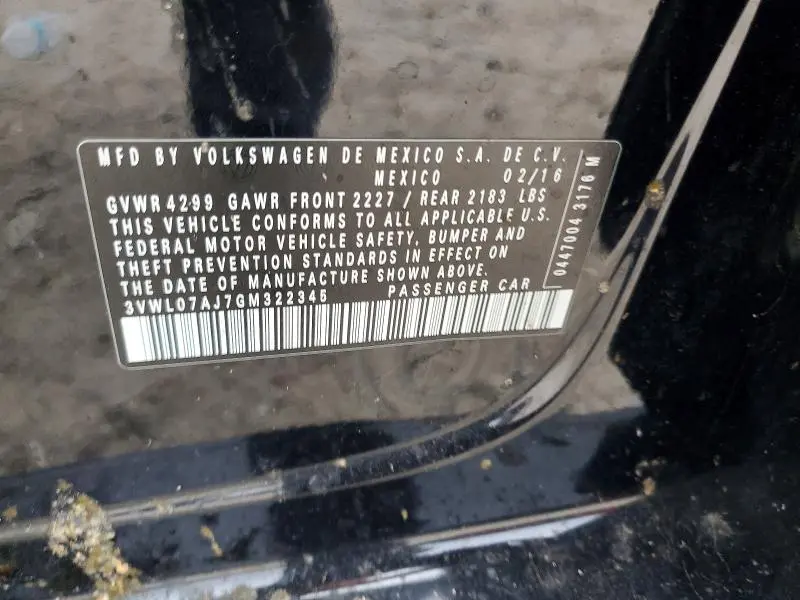 MFD BY VOLKSWAGEN DE MEXICO S.A. DE C.V.
MEXICO 02/16
GVWR 4299 GAWR FRONT 2227 / REAR 2183 LBS
THIS VEHICLE CONFORMS TO ALL APPLICABLE U.S.
FEDERAL MOTOR VEHICLE SAFETY, BUMPER AND
THEFT PREVENTION STANDARDS IN EFFECT ON
THE DATE OF MANUFACTURE SHOWN ABOVE.
3VWL07AJ7GM322345 PASSENGER CAR
0447004 3176 M